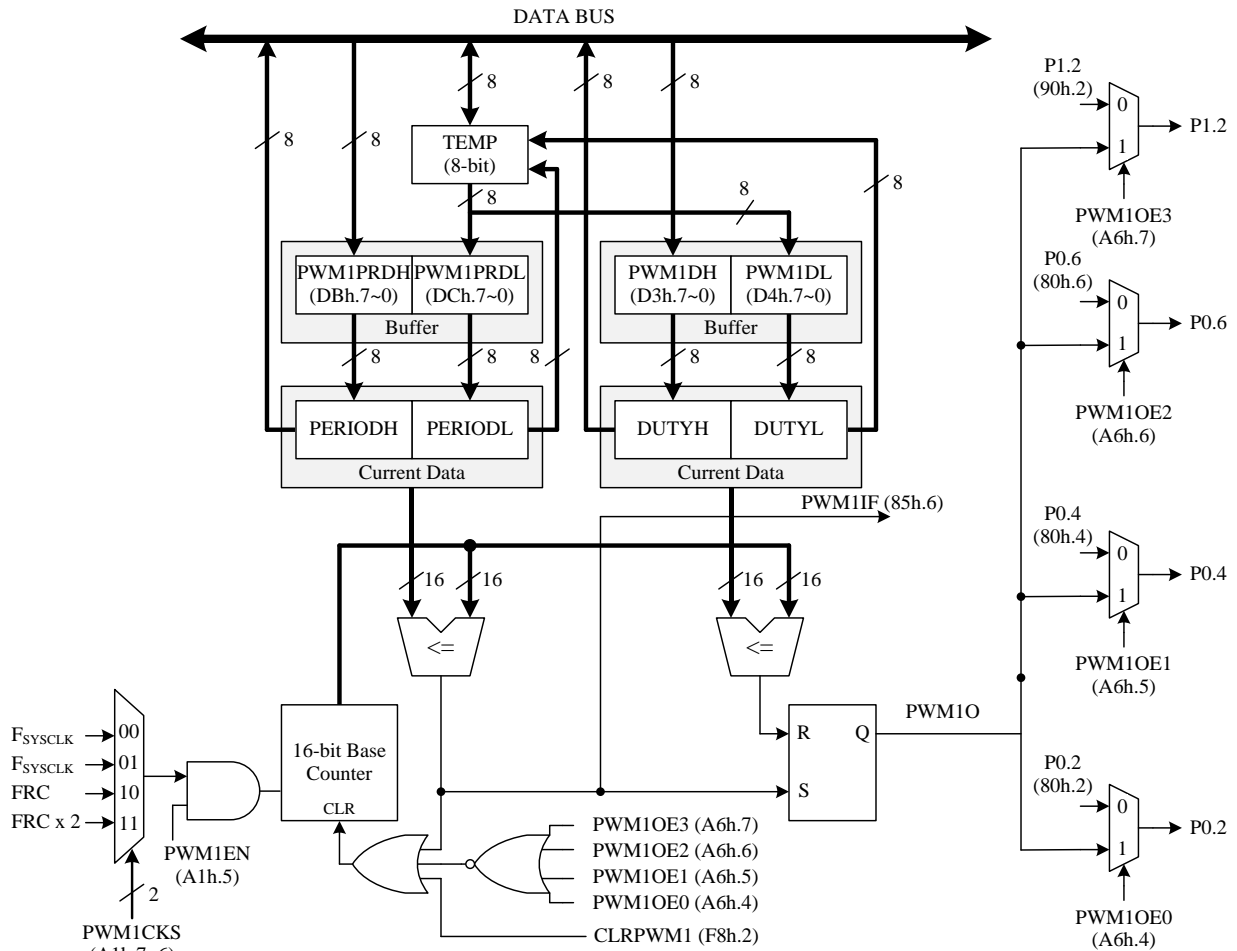 DATA BUS
8
8
8
8
8
TEMP
(8-bit)
8
8
8
PWM1PRDH
(DBh.7~0)
PWM1PRDL
(DCh.7~0)
Buffer
PWM1DH
(D3h.7~0)
PWM1DL
(D4h.7~0)
Buffer
8
8
8
8
8
PERIODH
PERIODL
Current Data
DUTYH
DUTYL
Current Data
PWM1IF (85h.6)
16
16
16
16
<=
<=
FSYSCLK
FSYSCLK
FRC
FRC x 2
00
01
10
11
16-bit Base
Counter
CLR
PWM1EN
(A1h.5)
2
PWM1CKS
R
S
Q
PWM1O
PWM1OE3 (A6h.7)
PWM1OE2 (A6h.6)
PWM1OE1 (A6h.5)
PWM1OE0 (A6h.4)
CLRPWM1 (F8h.2)
P1.2
(90h.2)
0
1
P1.2
PWM1OE3
(A6h.7)
P0.6
(80h.6)
0
1
P0.6
PWM1OE2
(A6h.6)
P0.4
(80h.4)
0
1
P0.4
PWM1OE1
(A6h.5)
P0.2
(80h.2)
0
1
P0.2
PWM1OE0
(A6h.4)